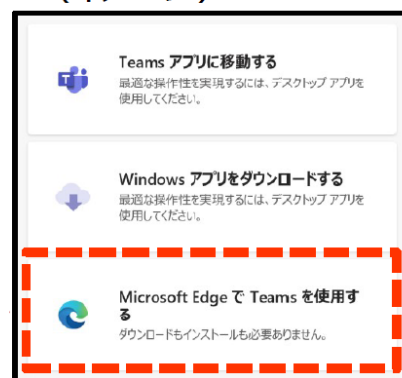 Teams アプリに移動する
最適な操作性を実現するには、デスクトップ アプリを
使用してください。
Windows アプリをダウンロードする
最適な操作性を実現するには、デスクトップ アプリを
使用してください。
Microsoft Edge で Teams を使用す
る
ダウンロードもインストールも必要ありません。